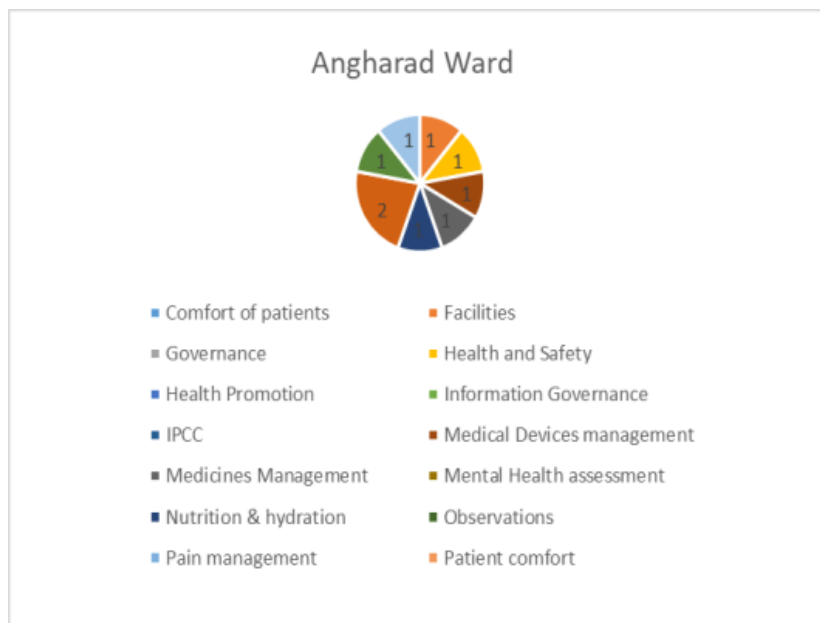 Angharad Ward
1 1
1 1
1
2
1
Comfort of patients Facilities
Governance Health and Safety
Health Promotion Information Governance
IPCC Medical Devices management
Medicines Management Mental Health assessment
Nutrition & hydration Observations
Pain management Patient comfort